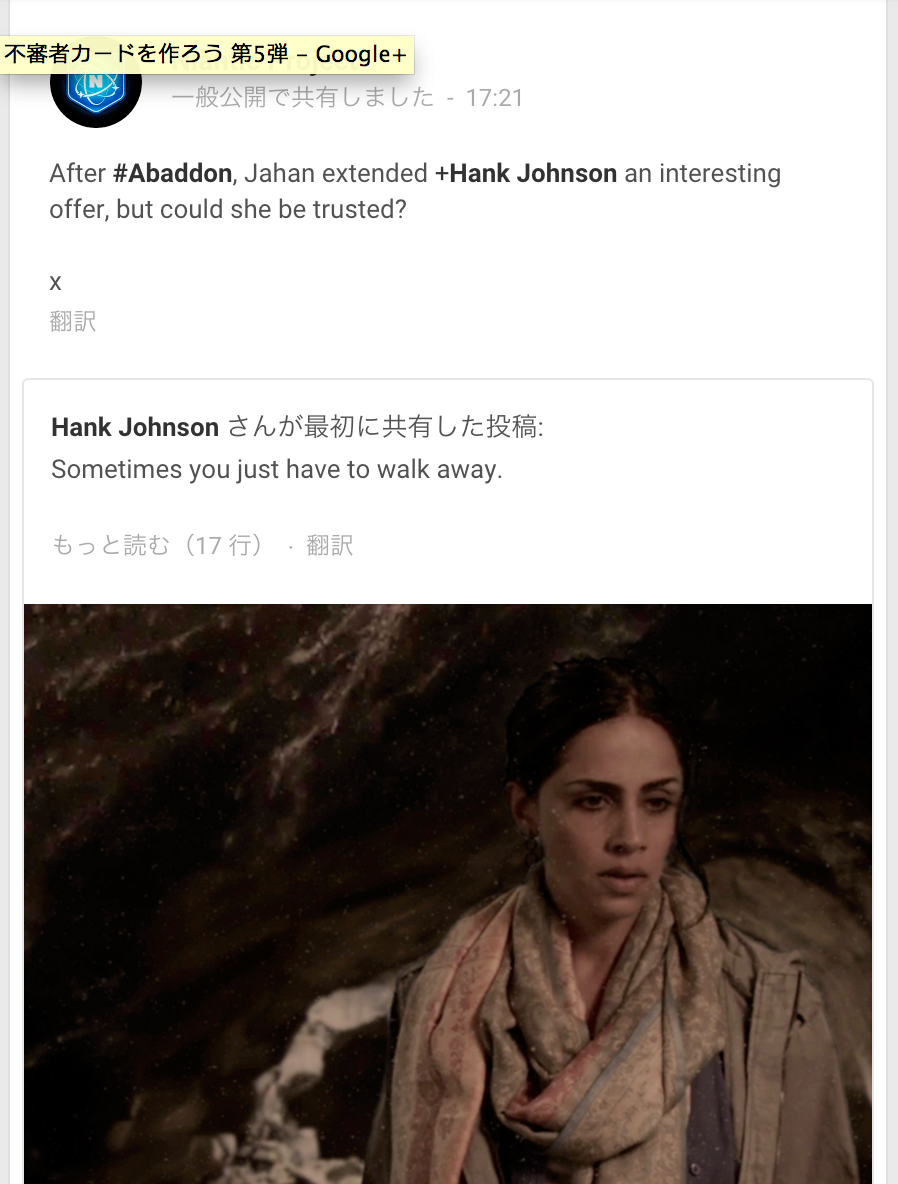 不審者カードを作ろう 第5弾 – Google+
N
一般公開で共有しました - 17:21
After #Abaddon, Jahan extended +Hank Johnson an interesting
offer, but could she be trusted?
x
翻訳
Hank Johnson さんが最初に共有した投稿:
Sometimes you just have to walk away.
もっと読む（17 行） · 翻訳